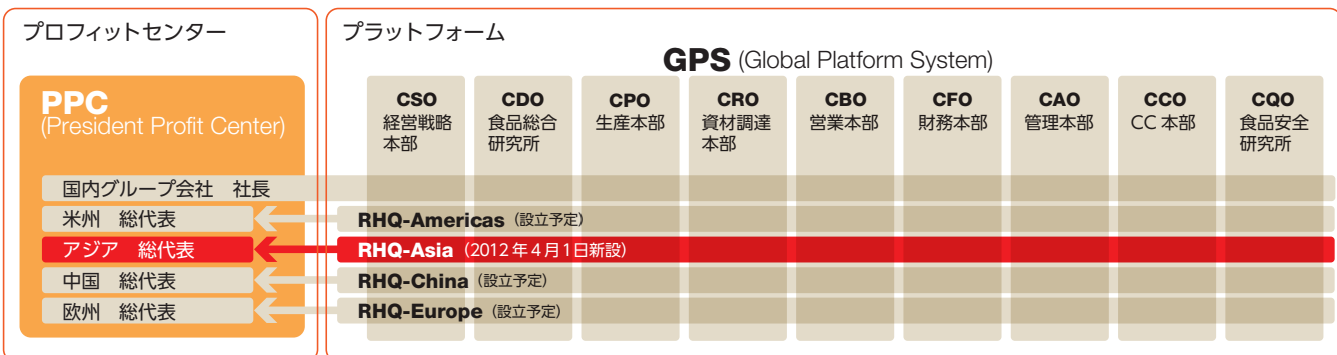 プロフィットセンター
PPC
(President Profit Center)
国内グループ会社　社長
米州　総代表
アジア　総代表
中国　総代表
欧州　総代表
プラットフォーム
GPS (Global Platform System)
CSO
経営戦略
本部
CDO
食品総合
研究所
CPO
生産本部
CRO
資材調達
本部
CBO
営業本部
CFO
財務本部
CAO
管理本部
CCO
CC 本部
CQO
食品安全
研究所
RHQ-Americas（設立予定）
RHQ-Asia（2012年4月1日新設）
RHQ-China（設立予定）
RHQ-Europe（設立予定）